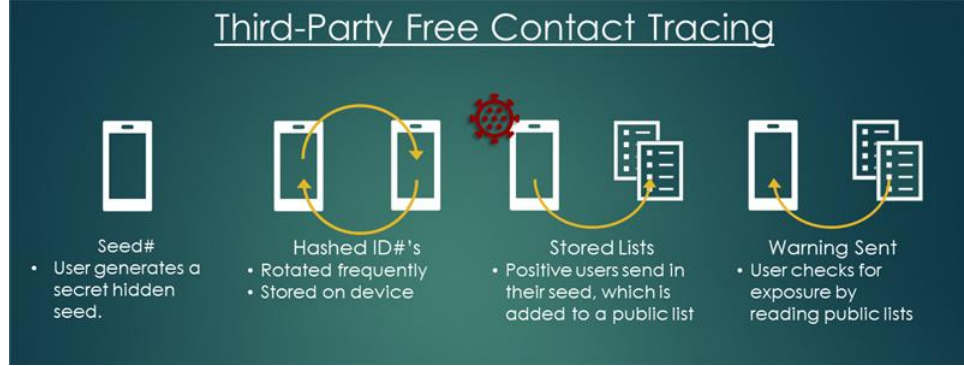 Third-Party Free Contact Tracing
Seed#
• User generates a
secret hidden
seed.
Hashed ID#'s
• Rotated frequently
• Stored on device
Stored Lists
• Positive users send in
their seed, which is
added to a public list
Warning Sent
• User checks for
exposure by
reading public lists